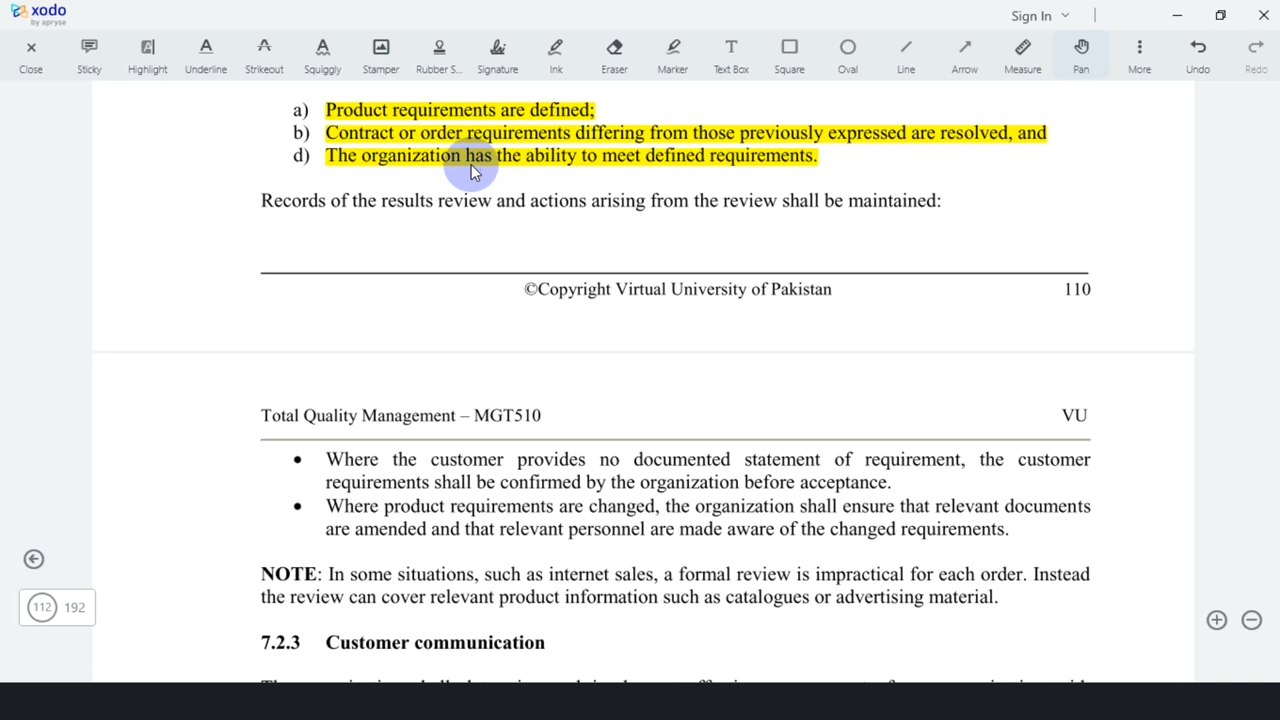 xodo
by apryse
Sign In
Close Sticky Highlight Underline Strikeout Squiggly Stamper Rubber S... Signature Ink Eraser Marker Text Box Square Oval Line Arrow Measure Pan More Undo Redo
a) Product requirements are defined;
b) Contract or order requirements differing from those previously expressed are resolved, and
d) The organization has the ability to meet defined requirements.
Records of the results review and actions arising from the review shall be maintained:
©Copyright Virtual University of Pakistan 110
Total Quality Management – MGT510 VU
• Where the customer provides no documented statement of requirement, the customer
requirements shall be confirmed by the organization before acceptance.
• Where product requirements are changed, the organization shall ensure that relevant documents
are amended and that relevant personnel are made aware of the changed requirements.
NOTE: In some situations, such as internet sales, a formal review is impractical for each order. Instead
the review can cover relevant product information such as catalogues or advertising material.
112 192
7.2.3 Customer communication